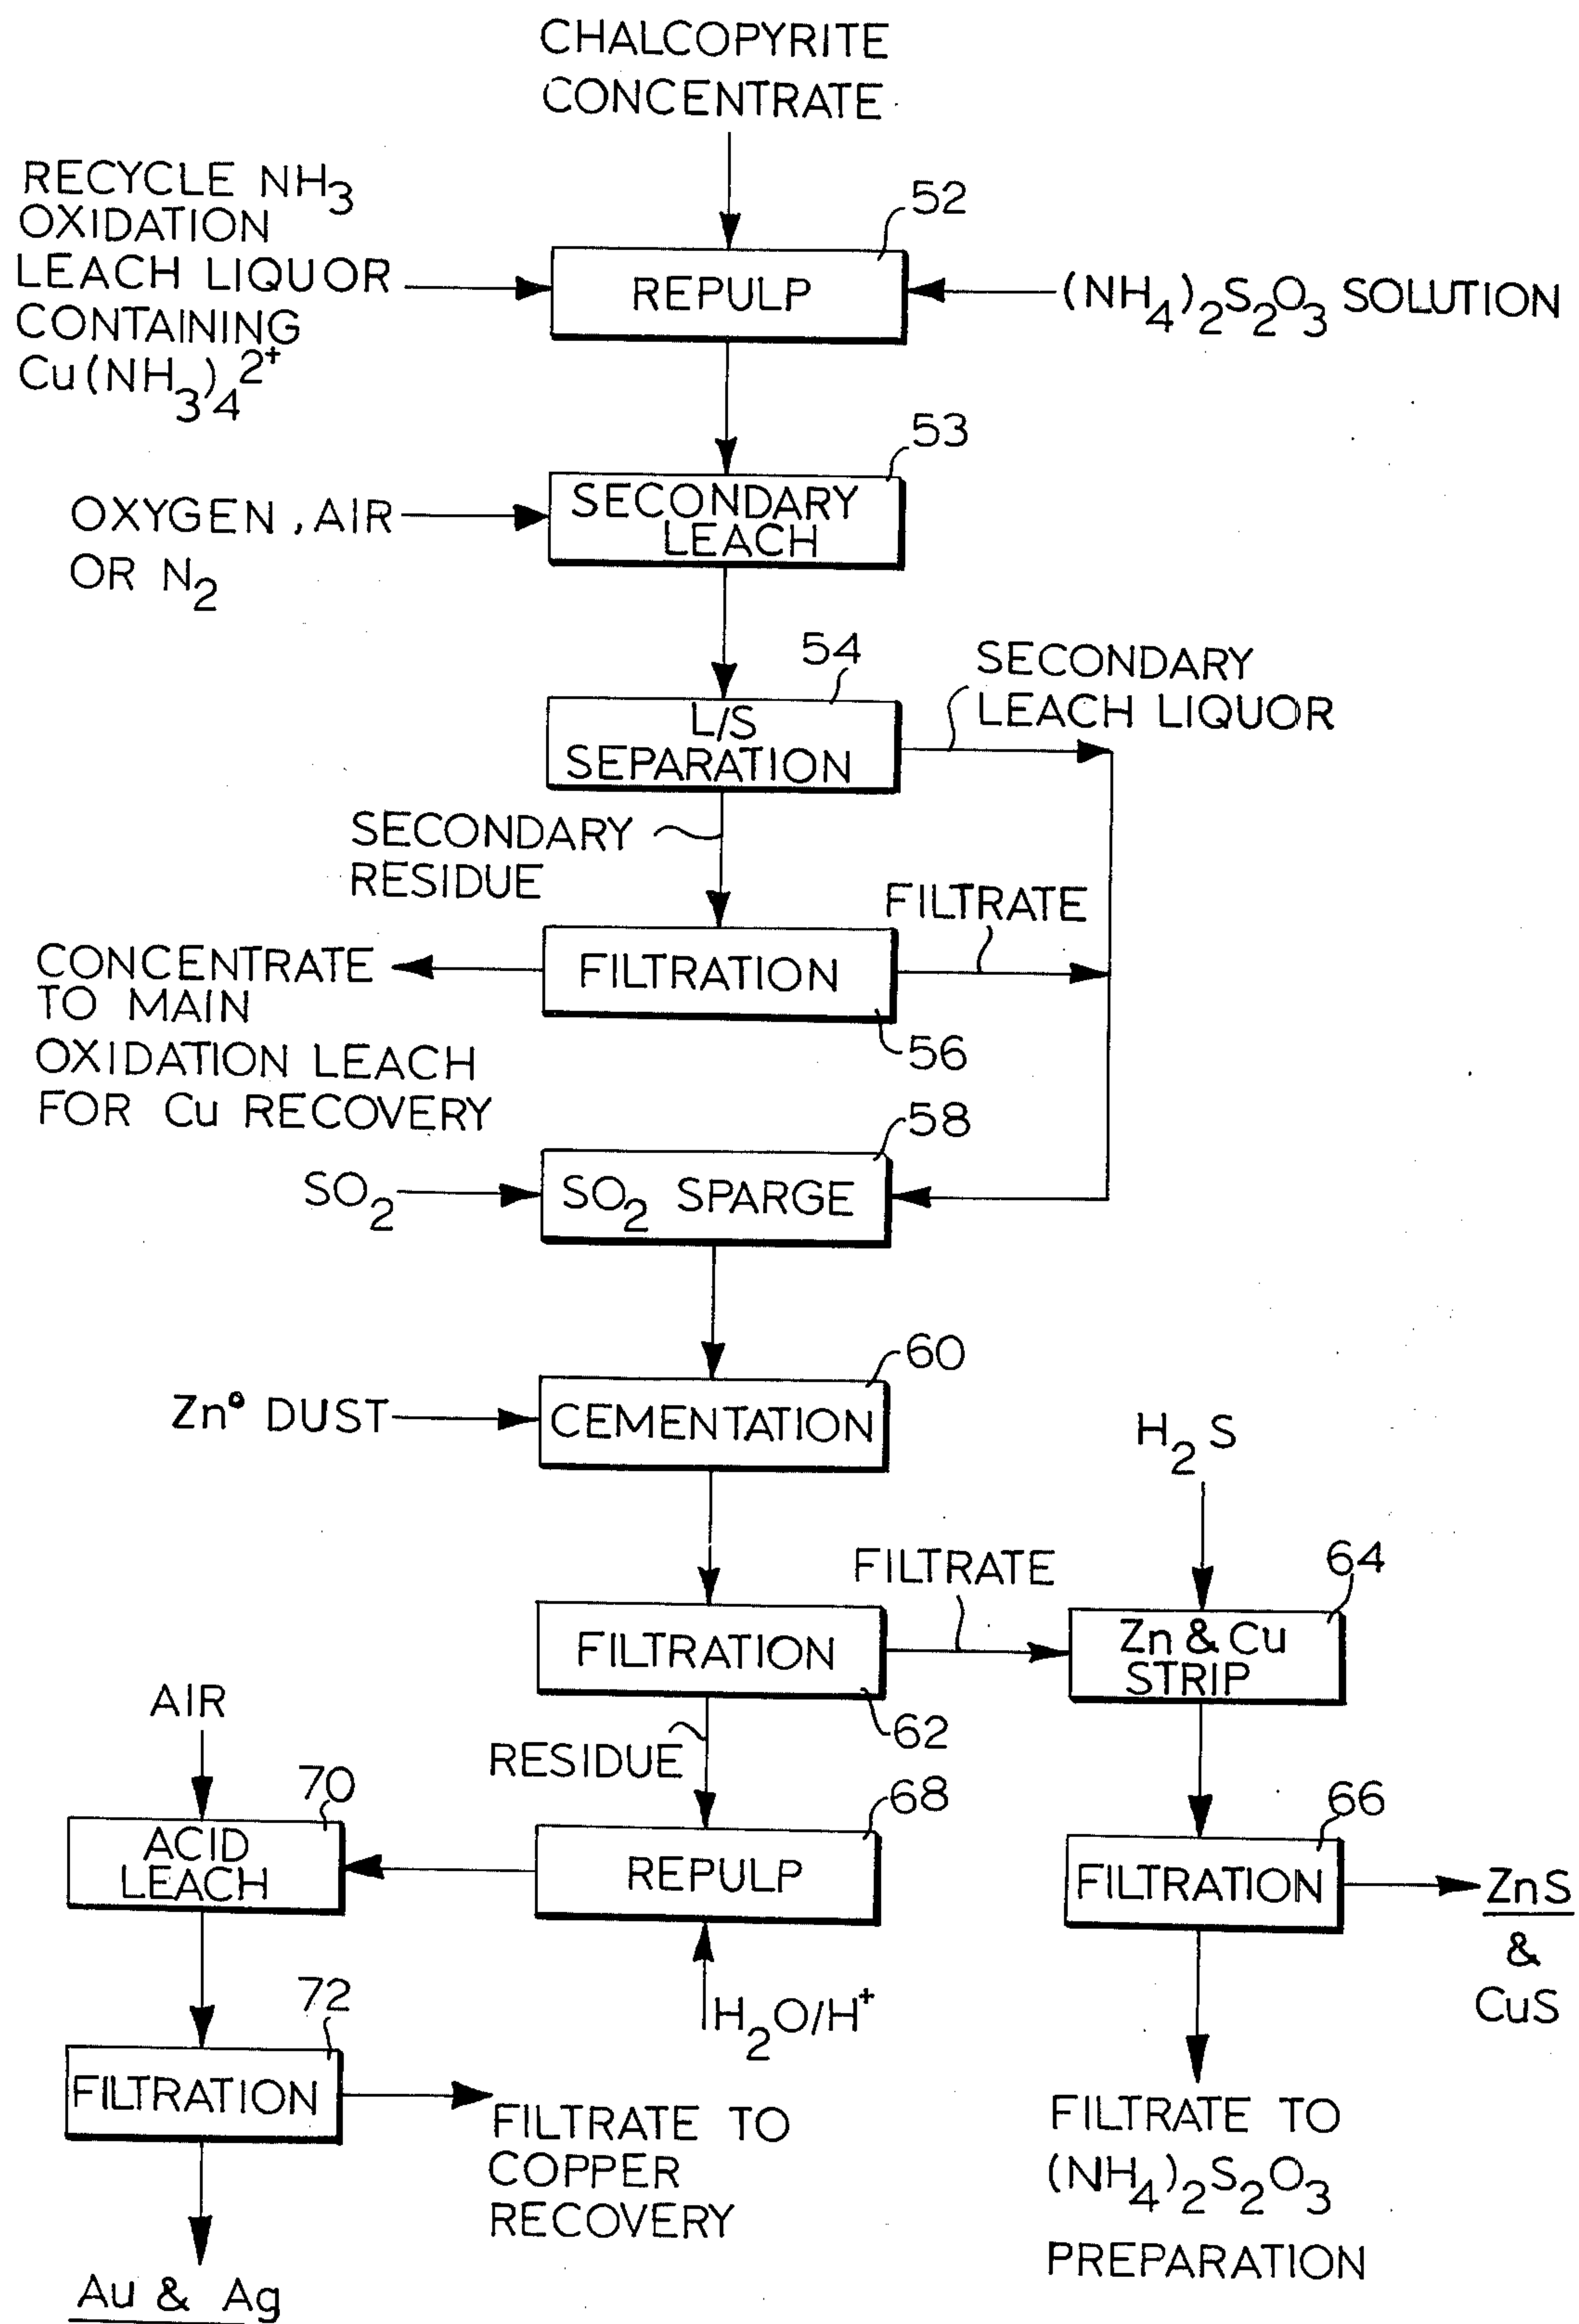 CHALCOPYRITE
CONCENTRATE
RECYCLE NH3
OXIDATION
LEACH LIQUOR
CONTAINING
Cu(NH3)4 2+
52
REPULP
(NH4)2S2O3 SOLUTION
53
OXYGEN, AIR
OR N2
SECONDARY
LEACH
54
L/S
SEPARATION
SECONDARY
LEACH LIQUOR
SECONDARY
RESIDUE
FILTRATE
CONCENTRATE
TO MAIN
OXIDATION LEACH
FOR Cu RECOVERY
FILTRATION
56
58
SO2
SO2 SPARGE
60
Zn° DUST
CEMENTATION
H2S
FILTRATE
64
FILTRATION
62
Zn & Cu
STRIP
AIR
RESIDUE
70
68
66
ACID
LEACH
REPULP
FILTRATION
ZnS
&
CuS
72
H2O/H+
FILTRATION
FILTRATE TO
COPPER
RECOVERY
FILTRATE TO
(NH4)2S2O3
PREPARATION
Au & Ag